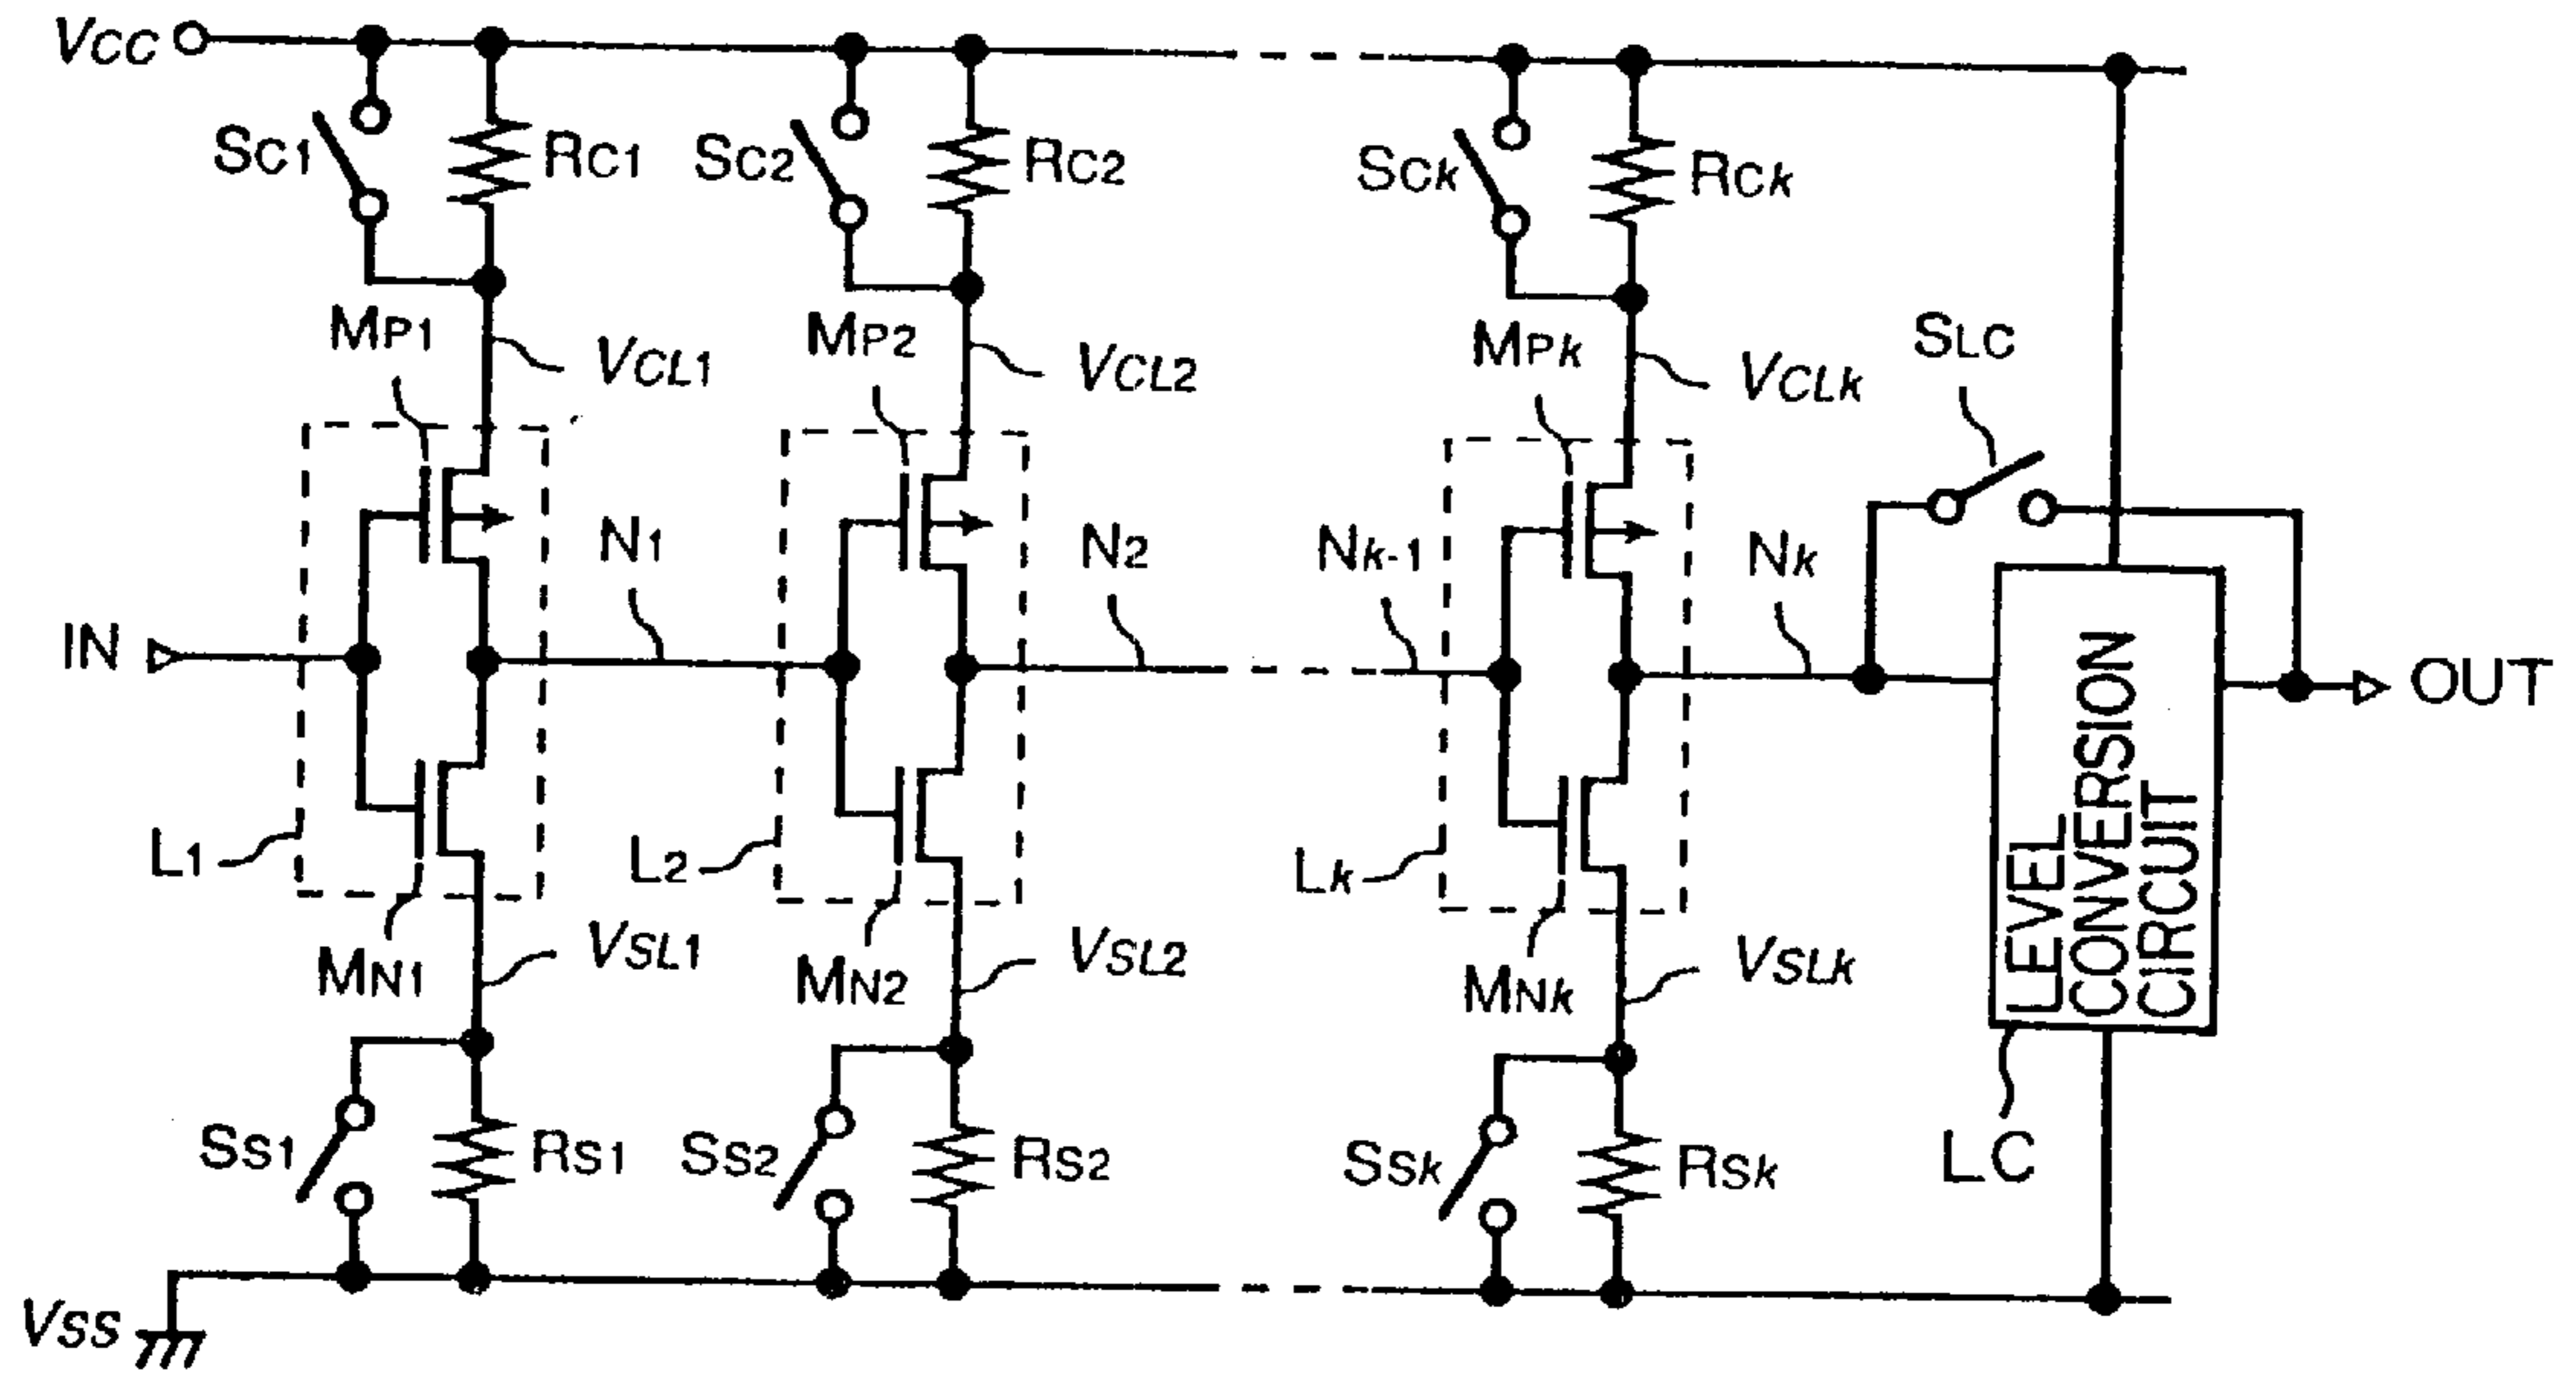 VCC
SC1
RC1
SC2
RC2
SCk
RCk
MP1
VCL1
MP2
VCL2
MPk
VCLk
SLC
N1
N2
Nk-1
Nk
IN
OUT
LEVEL
CONVERSION
CIRCUIT
L1
L2
Lk
MN1
VSL1
MN2
VSL2
MNk
VSLk
SS1
RS1
SS2
RS2
SSk
RSk
LC
VSS